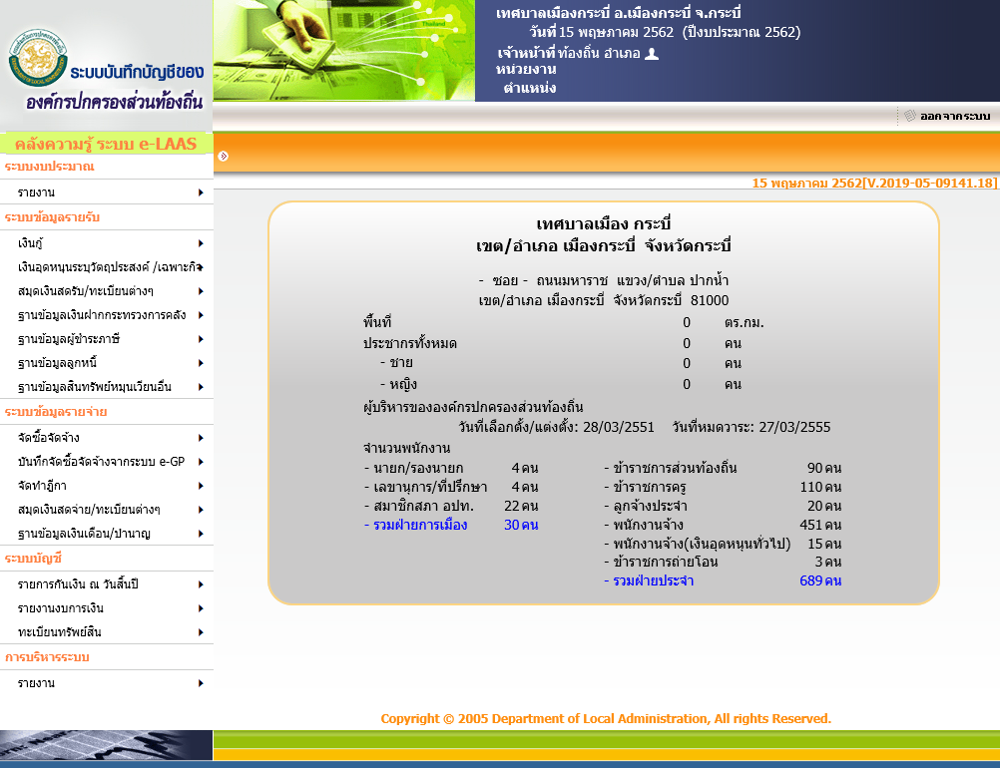 เทศบาลเมืองกระบี่ อ.เมืองกระบี่ จ.กระบี่
วันที่ 15 พฤษภาคม 2562 (ปีงบประมาณ 2562)
เจ้าหน้าที่ ท้องถิ่น อำเภอ
หน่วยงาน
ตำแหน่ง
ระบบบันทึกบัญชีของ
องค์กรปกครองส่วนท้องถิ่น
ออกจากระบบ
คลังความรู้ ระบบ e-LAAS
15 พฤษภาคม 2562[V.2019-05-09141.18]
ระบบงบประมาณ
รายงาน
ระบบข้อมูลรายรับ
เงินกู้
เงินอุดหนุนระบุวัตถุประสงค์ /เฉพาะกิจ
สมุดเงินสดรับ/ทะเบียนต่างๆ
ฐานข้อมูลเงินฝากกระทรวงการคลัง
ฐานข้อมูลผู้ชำระภาษี
ฐานข้อมูลลูกหนี้
ฐานข้อมูลสินทรัพย์หมุนเวียนอื่น
ระบบข้อมูลรายจ่าย
จัดซื้อจัดจ้าง
บันทึกจัดซื้อจัดจ้างจากระบบ e-GP
จัดทำฎีกา
สมุดเงินสดจ่าย/ทะเบียนต่างๆ
ฐานข้อมูลเงินเดือน/บำนาญ
ระบบบัญชี
รายการกันเงิน ณ วันสิ้นปี
รายงานงบการเงิน
ทะเบียนทรัพย์สิน
การบริหารระบบ
รายงาน
เทศบาลเมือง กระบี่
เขต/อำเภอ เมืองกระบี่ จังหวัดกระบี่
- ซอย - ถนนมหาราช แขวง/ตำบล ปากน้ำ
เขต/อำเภอ เมืองกระบี่ จังหวัดกระบี่ 81000
พื้นที่ 0 ตร.กม.
ประชากรทั้งหมด 0 คน
- ชาย 0 คน
- หญิง 0 คน
ผู้บริหารขององค์กรปกครองส่วนท้องถิ่น
วันที่เลือกตั้ง/แต่งตั้ง: 28/03/2551 วันที่หมดวาระ: 27/03/2555
จำนวนพนักงาน
- นายก/รองนายก 4 คน - ข้าราชการส่วนท้องถิ่น 90 คน
- เลขานุการ/ที่ปรึกษา 4 คน - ข้าราชการครู 110 คน
- สมาชิกสภา อปท. 22 คน - ลูกจ้างประจำ 20 คน
- รวมฝ่ายการเมือง 30 คน - พนักงานจ้าง 451 คน
- พนักงานจ้าง(เงินอุดหนุนทั่วไป) 15 คน
- ข้าราชการถ่ายโอน 3 คน
- รวมฝ่ายประจำ 689 คน
Copyright © 2005 Department of Local Administration, All rights Reserved.